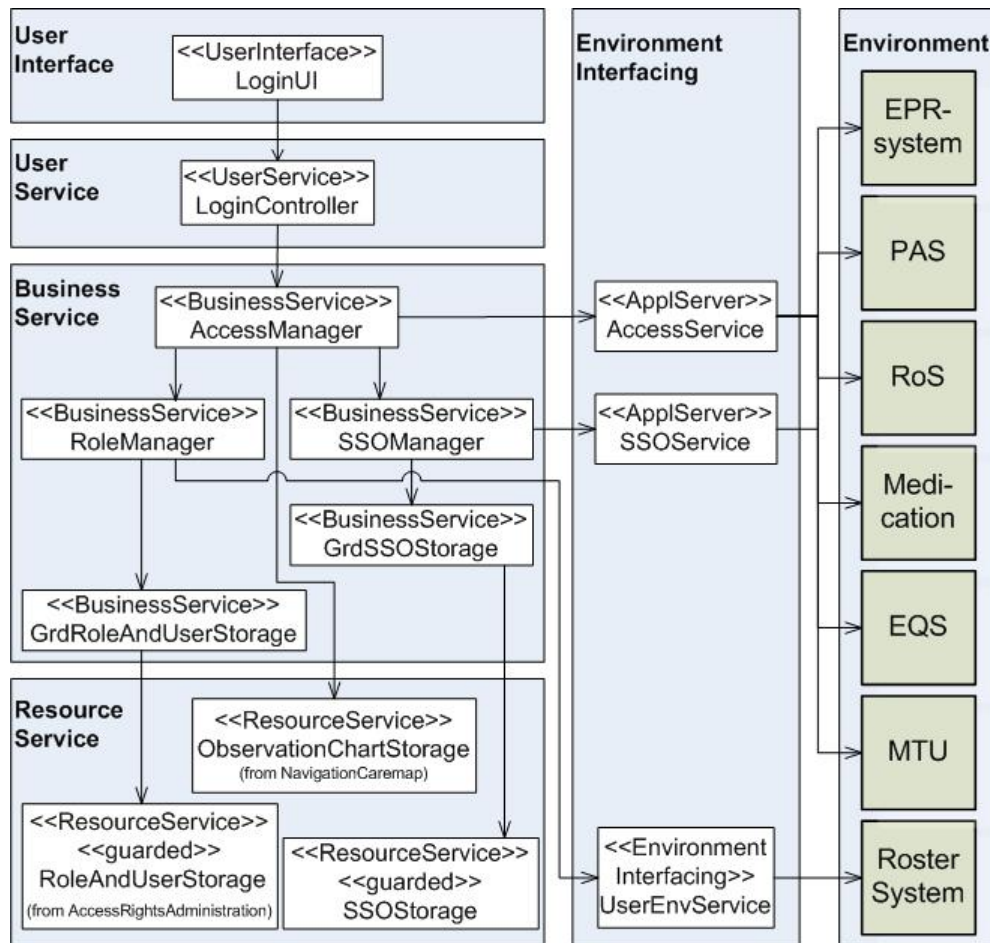 User
Interface
<<UserInterface>>
LoginUI
User
Service
<<UserService>>
LoginController
Business
Service
<<BusinessService>>
AccessManager
<<BusinessService>>
RoleManager
<<BusinessService>>
SSOManager
<<BusinessService>>
GrdSSOStorage
<<BusinessService>>
GrdRoleAndUserStorage
Resource
Service
<<ResourceService>>
ObservationChartStorage
(from NavigationCaremap)
<<ResourceService>>
<<guarded>>
RoleAndUserStorage
(from AccessRightsAdministration)
<<ResourceService>>
<<guarded>>
SSOStorage
Environment
Interfacing
<<ApplServer>>
AccessService
<<ApplServer>>
SSOService
<<Environment
Interfacing>>
UserEnvService
Environment
EPR-
system
PAS
RoS
Medi-
cation
EQS
MTU
Roster
System